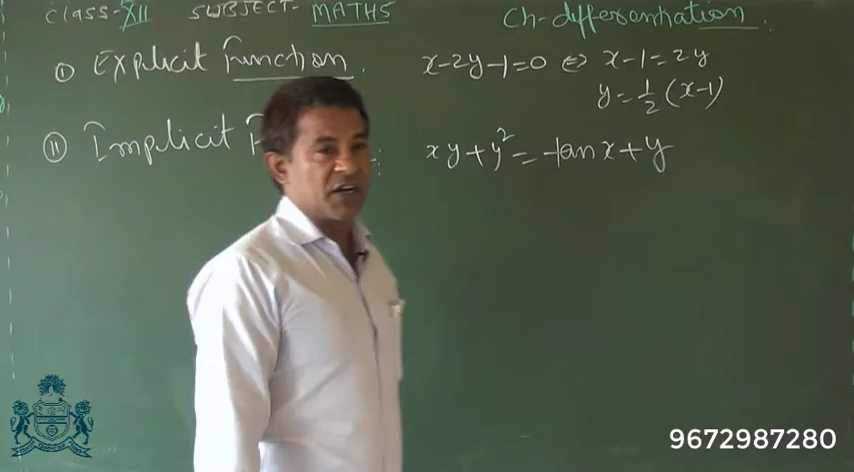 Class-XII SUBJECT- MATHS Ch-differentiation.
(i) Explicit Function. x-2y-1=0 ⇔ x-1=2y
y=1/2(x-1)
(ii) Implicit F : xy+y²=tanx+y
9672987280